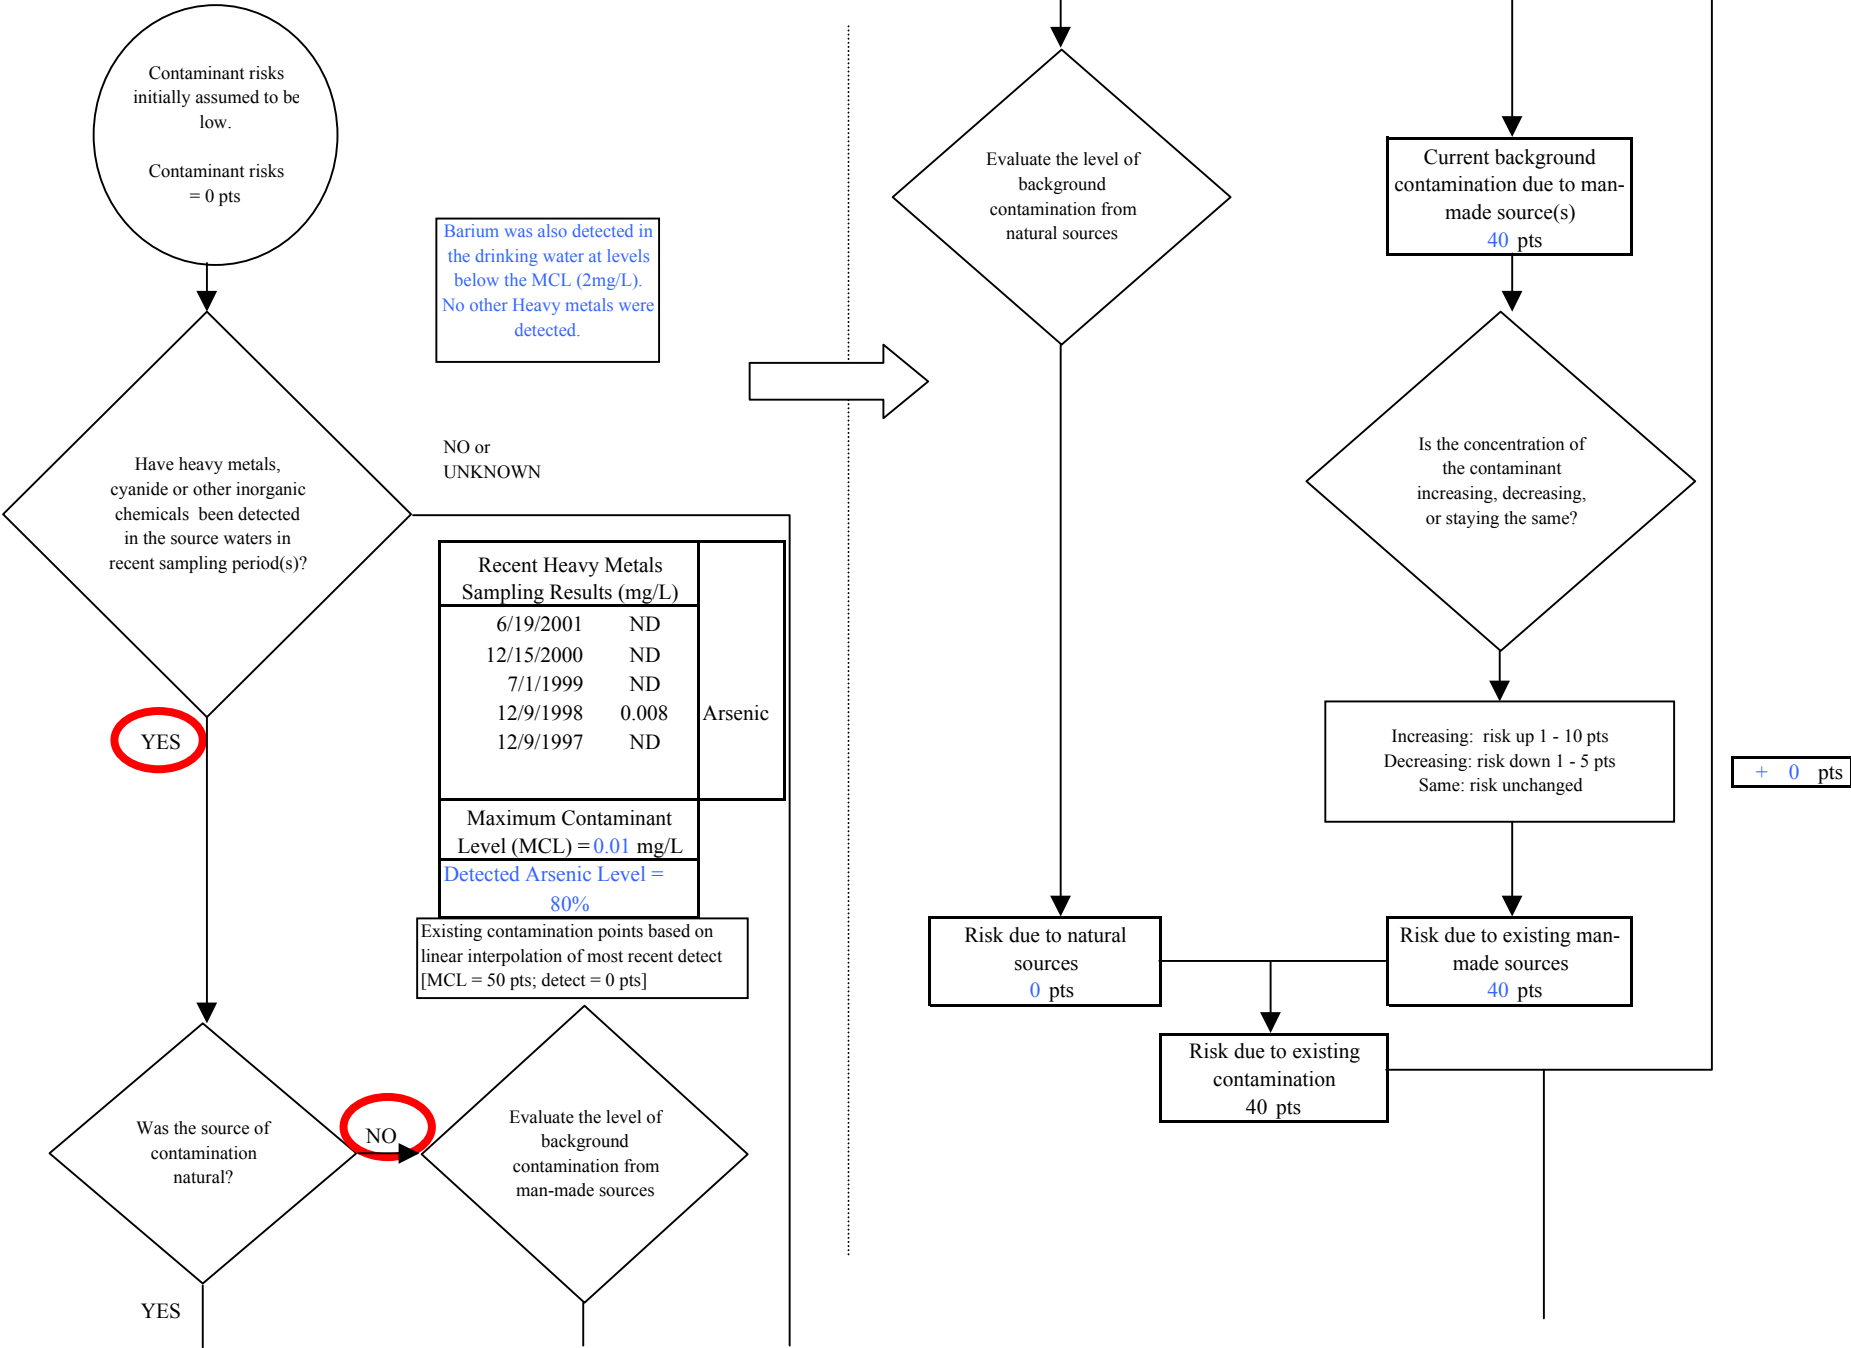 Contaminant risks
initially assumed to be
low.
Contaminant risks
= 0 pts
Barium was also detected in
the drinking water at levels
below the MCL (2mg/L).
No other Heavy metals were
detected.
NO or
UNKNOWN
Have heavy metals,
cyanide or other inorganic
chemicals been detected
in the source waters in
recent sampling period(s)?
YES
Recent Heavy Metals
Sampling Results (mg/L)
6/19/2001 ND
12/15/2000 ND
7/1/1999 ND
12/9/1998 0.008
12/9/1997 ND
Arsenic
Maximum Contaminant
Level (MCL) = 0.01 mg/L
Detected Arsenic Level =
80%
Existing contamination points based on
linear interpolation of most recent detect
[MCL = 50 pts; detect = 0 pts]
Was the source of
contamination
natural?
NO
Evaluate the level of
background
contamination from
man-made sources
YES
Evaluate the level of
background
contamination from
natural sources
Current background
contamination due to man-
made source(s)
40 pts
Is the concentration of
the contaminant
increasing, decreasing,
or staying the same?
Increasing: risk up 1 - 10 pts
Decreasing: risk down 1 - 5 pts
Same: risk unchanged
+ 0 pts
Risk due to natural
sources
0 pts
Risk due to existing man-
made sources
40 pts
Risk due to existing
contamination
40 pts